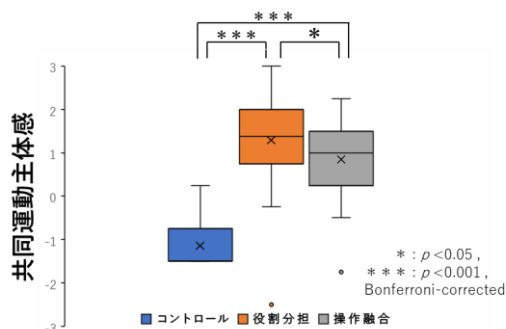 ***
*** *
共同運動主体感
3
2
1
0
-1
-2
-3
*:p<0.05,
***:p<0.001,
Bonferroni-corrected
コントロール 役割分担 操作融合